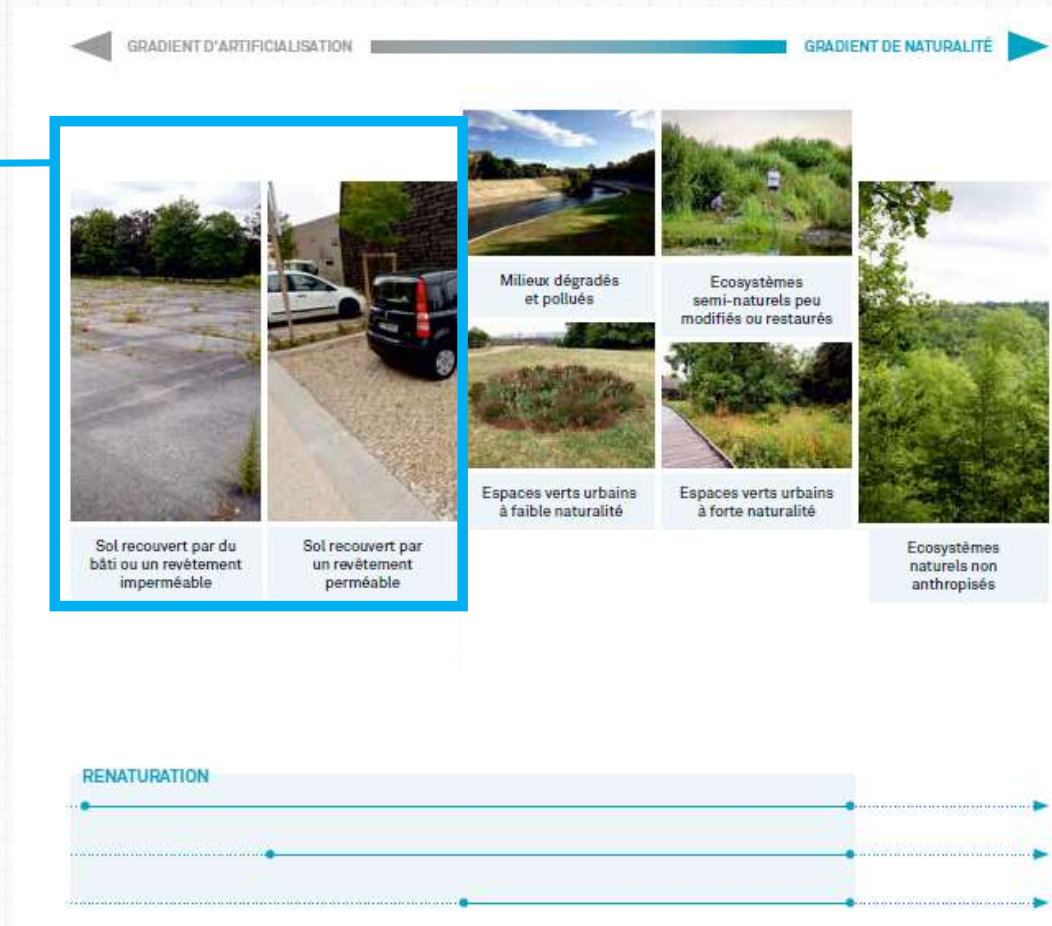 GRADIENT D'ARTIFICIALISATION
GRADIENT DE NATURALITÉ
Sol recouvert par du
bâti ou un revêtement
imperméable
Sol recouvert par
un revêtement
perméable
Milieux dégradés
et pollués
Espaces verts urbains
à faible naturalité
Ecosystèmes
semi-naturels peu
modifiés ou restaurés
Espaces verts urbains
à forte naturalité
Ecosystèmes
naturels non
anthropisés
RENATURATION